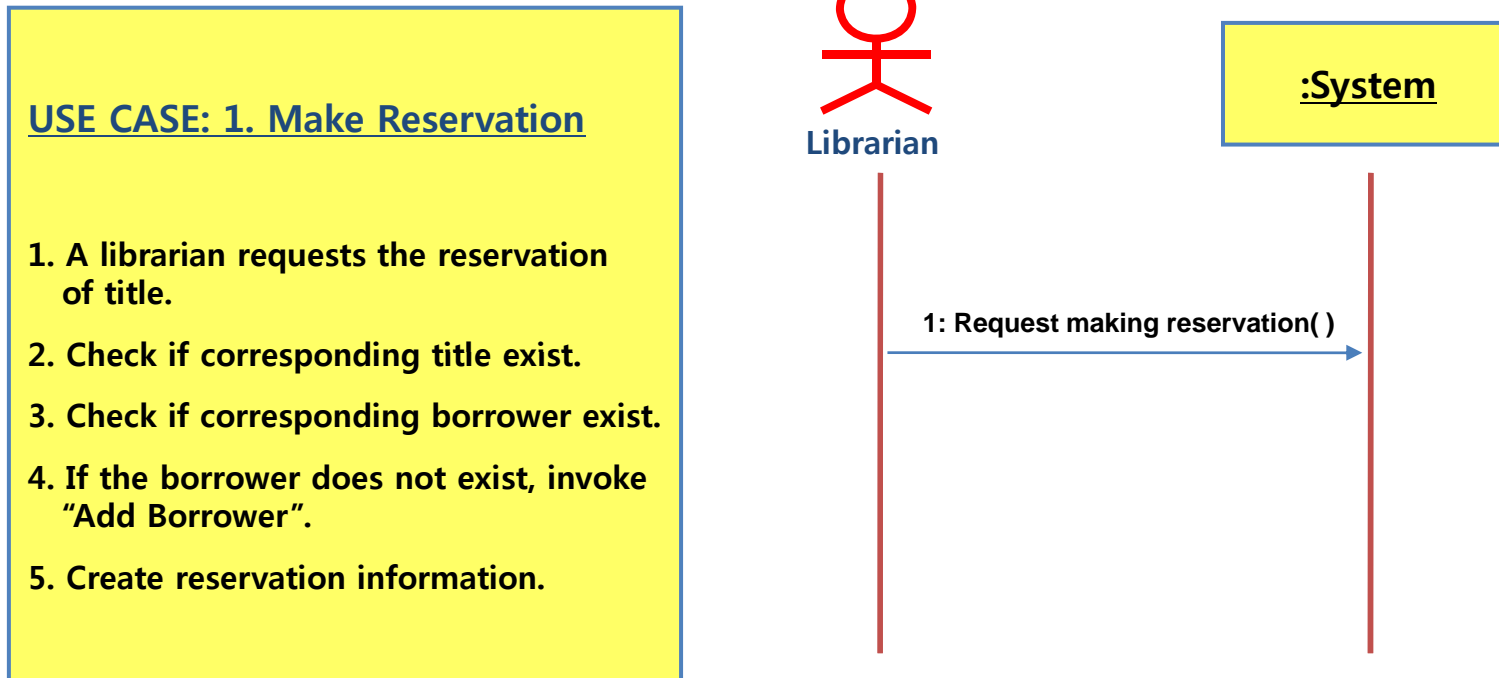 USE CASE: 1. Make Reservation
1. A librarian requests the reservation
of title.
2. Check if corresponding title exist.
3. Check if corresponding borrower exist.
4. If the borrower does not exist, invoke
“Add Borrower”.
5. Create reservation information.
Librarian
:System
1: Request making reservation( )